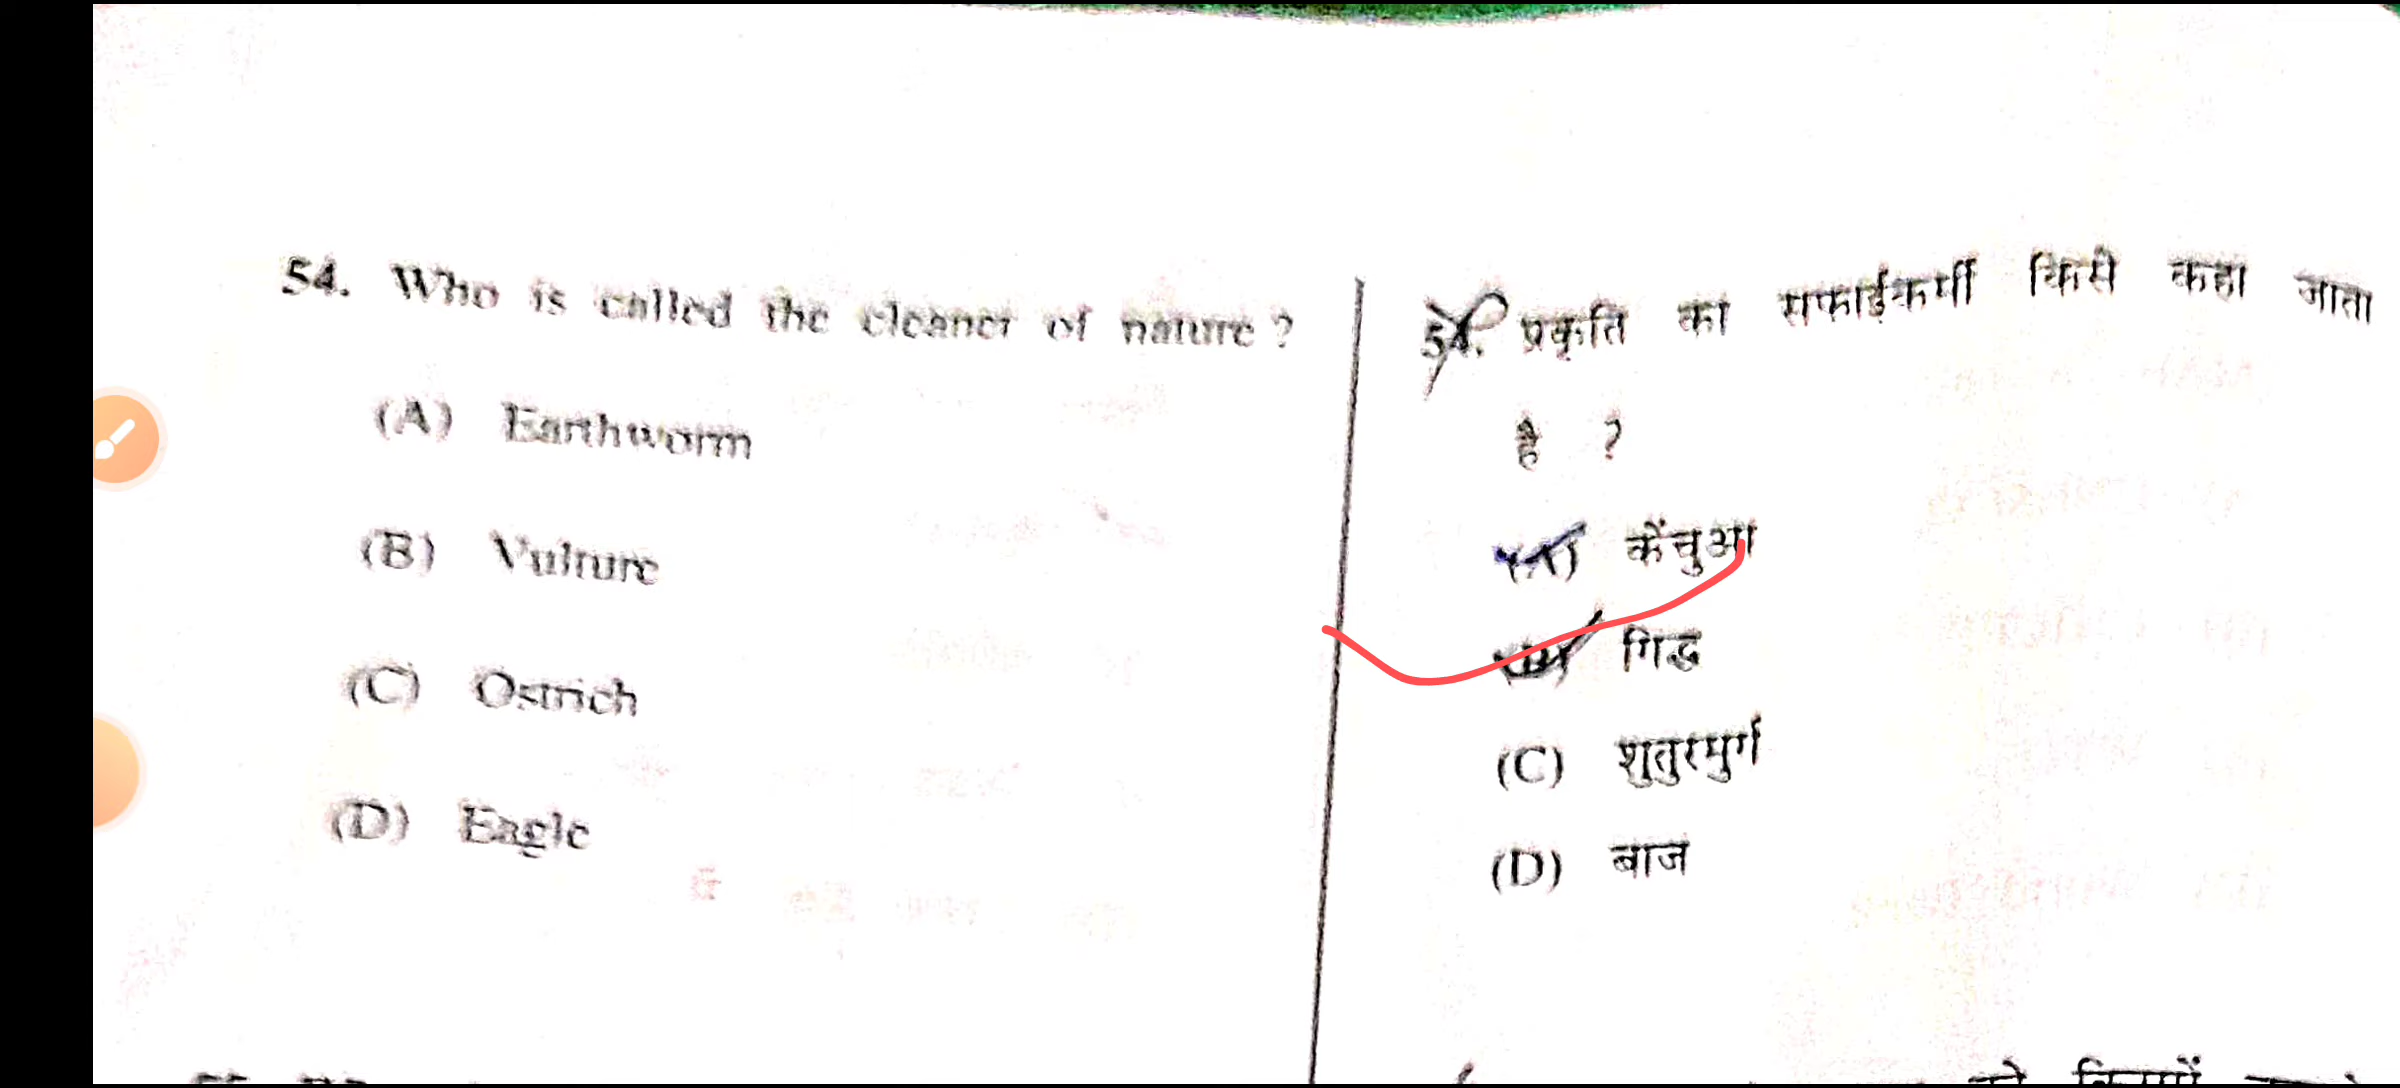 54. Who is called the cleaner of nature ?
(A) Earthworm
(B) Vulture
(C) Ostrich
(D) Eagle
54. प्रकृति का सफाईकर्मी किसे कहा जाता
है ?
(A) केंचुआ
(B) गिद्ध
(C) शुतुरमुर्ग
(D) बाज